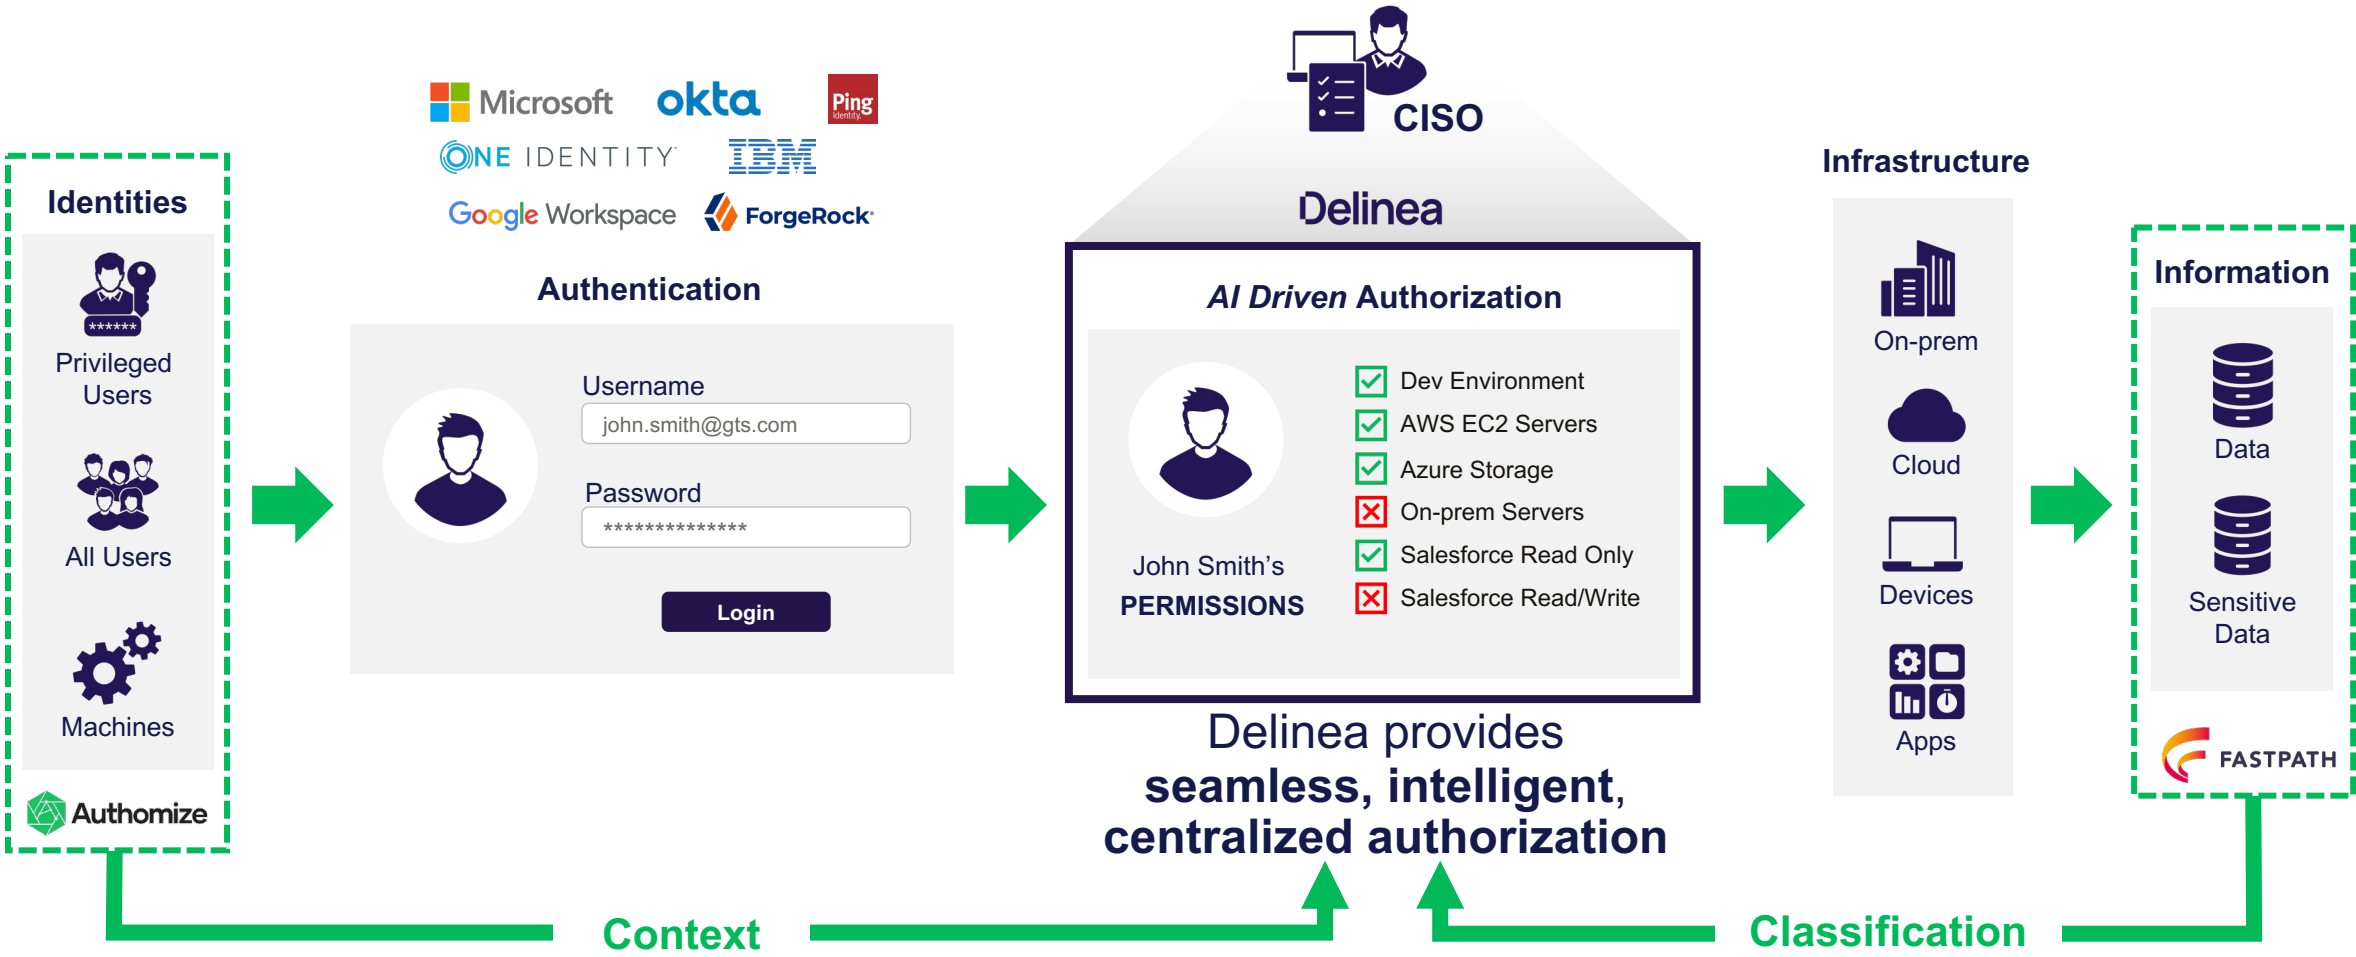 Identities
******
Privileged
Users
All Users
Machines
Authomize
Microsoft
okta
Ping
Identity.
ONE IDENTITY™
IBM
Google Workspace
ForgeRock
Authentication
Username
john.smith@gts.com
Password
**************
Login
CISO
Delinea
AI Driven Authorization
John Smith’s
PERMISSIONS
Dev Environment
AWS EC2 Servers
Azure Storage
On-prem Servers
Salesforce Read Only
Salesforce Read/Write
Delinea provides
seamless, intelligent,
centralized authorization
Infrastructure
On-prem
Cloud
Devices
Apps
Information
Data
Sensitive
Data
FASTPATH
Context
Classification